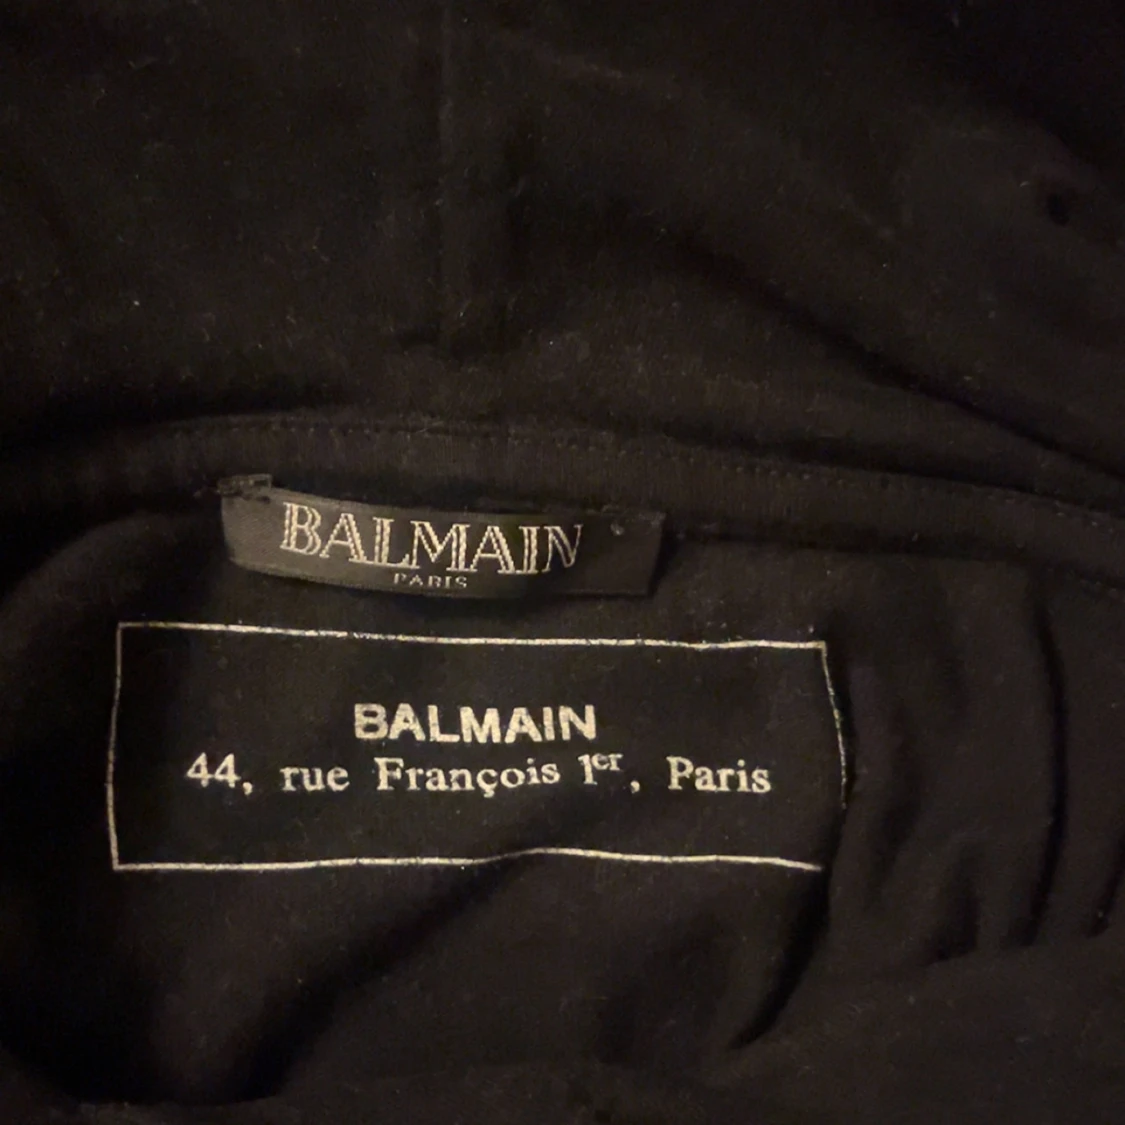 BALMAIN
PARIS
BALMAIN
44, rue François 1er, Paris